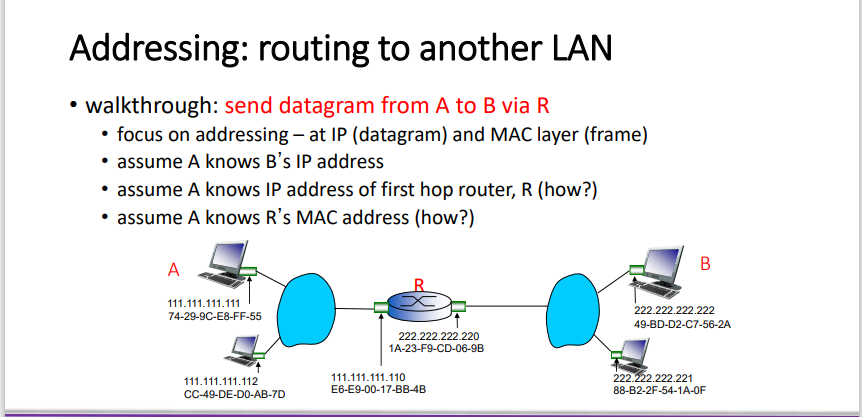 Addressing: routing to another LAN
• walkthrough: send datagram from A to B via R
• focus on addressing – at IP (datagram) and MAC layer (frame)
• assume A knows B's IP address
• assume A knows IP address of first hop router, R (how?)
• assume A knows R's MAC address (how?)
A
R
B
111.111.111.111
74-29-9C-E8-FF-55
222.222.222.222
49-BD-D2-C7-56-2A
222.222.222.220
1A-23-F9-CD-06-9B
111.111.111.112
CC-49-DE-D0-AB-7D
111.111.111.110
E6-E9-00-17-BB-4B
222.222.222.221
88-B2-2F-54-1A-0F